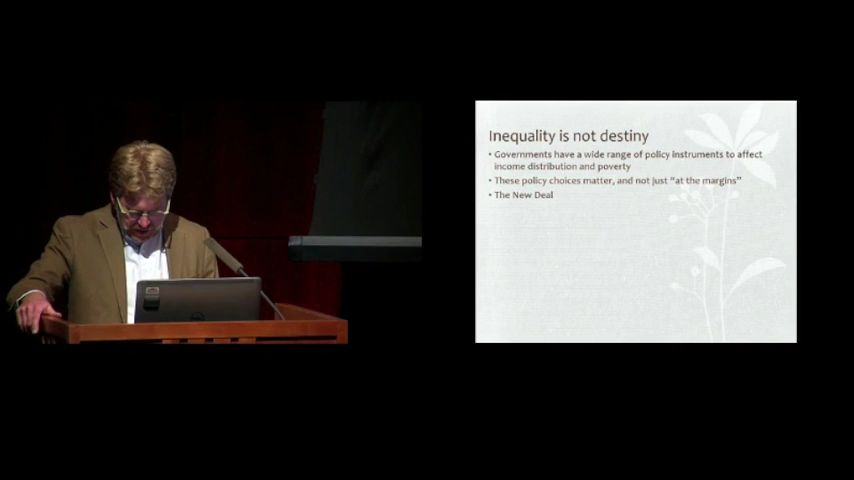 Inequality is not destiny
• Governments have a wide range of policy instruments to affect
income distribution and poverty
• These policy choices matter, and not just "at the margins"
• The New Deal